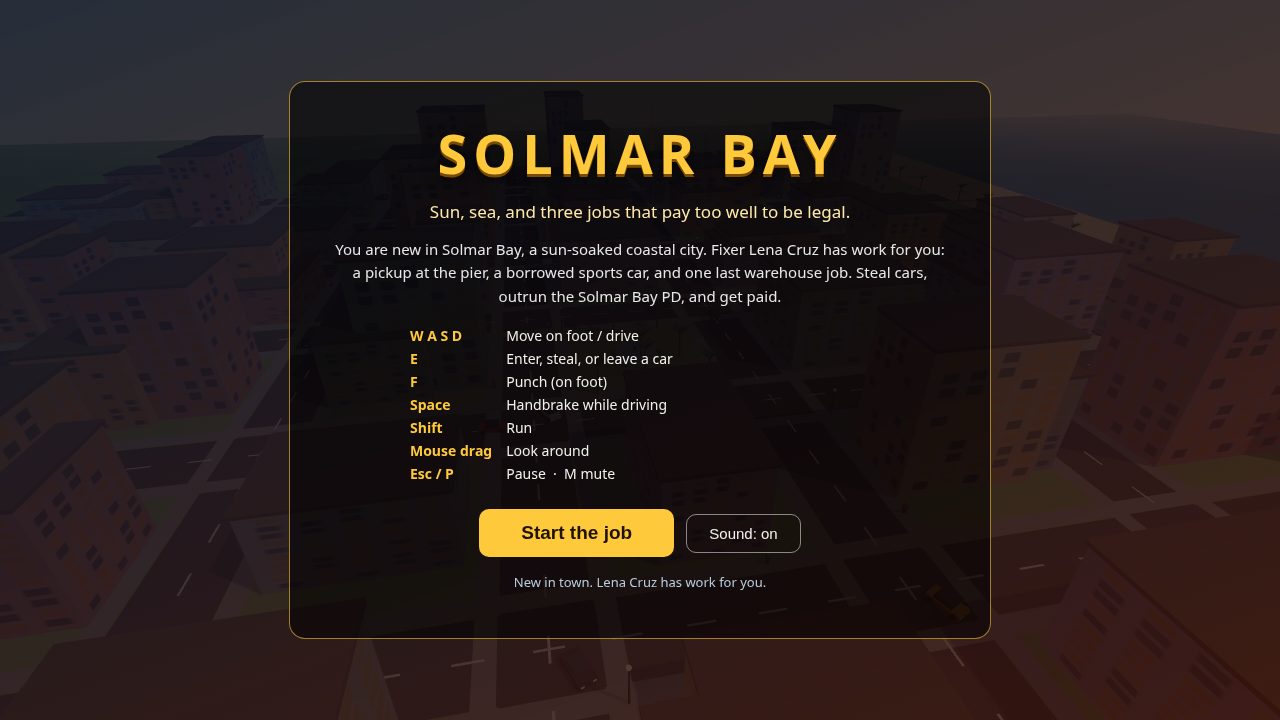 SOLMAR BAY
Sun, sea, and three jobs that pay too well to be legal.
You are new in Solmar Bay, a sun-soaked coastal city. Fixer Lena Cruz has work for you:
a pickup at the pier, a borrowed sports car, and one last warehouse job. Steal cars,
outrun the Solmar Bay PD, and get paid.
W A S D Move on foot / drive
E Enter, steal, or leave a car
F Punch (on foot)
Space Handbrake while driving
Shift Run
Mouse drag Look around
Esc / P Pause · M mute
Start the job Sound: on
New in town. Lena Cruz has work for you.